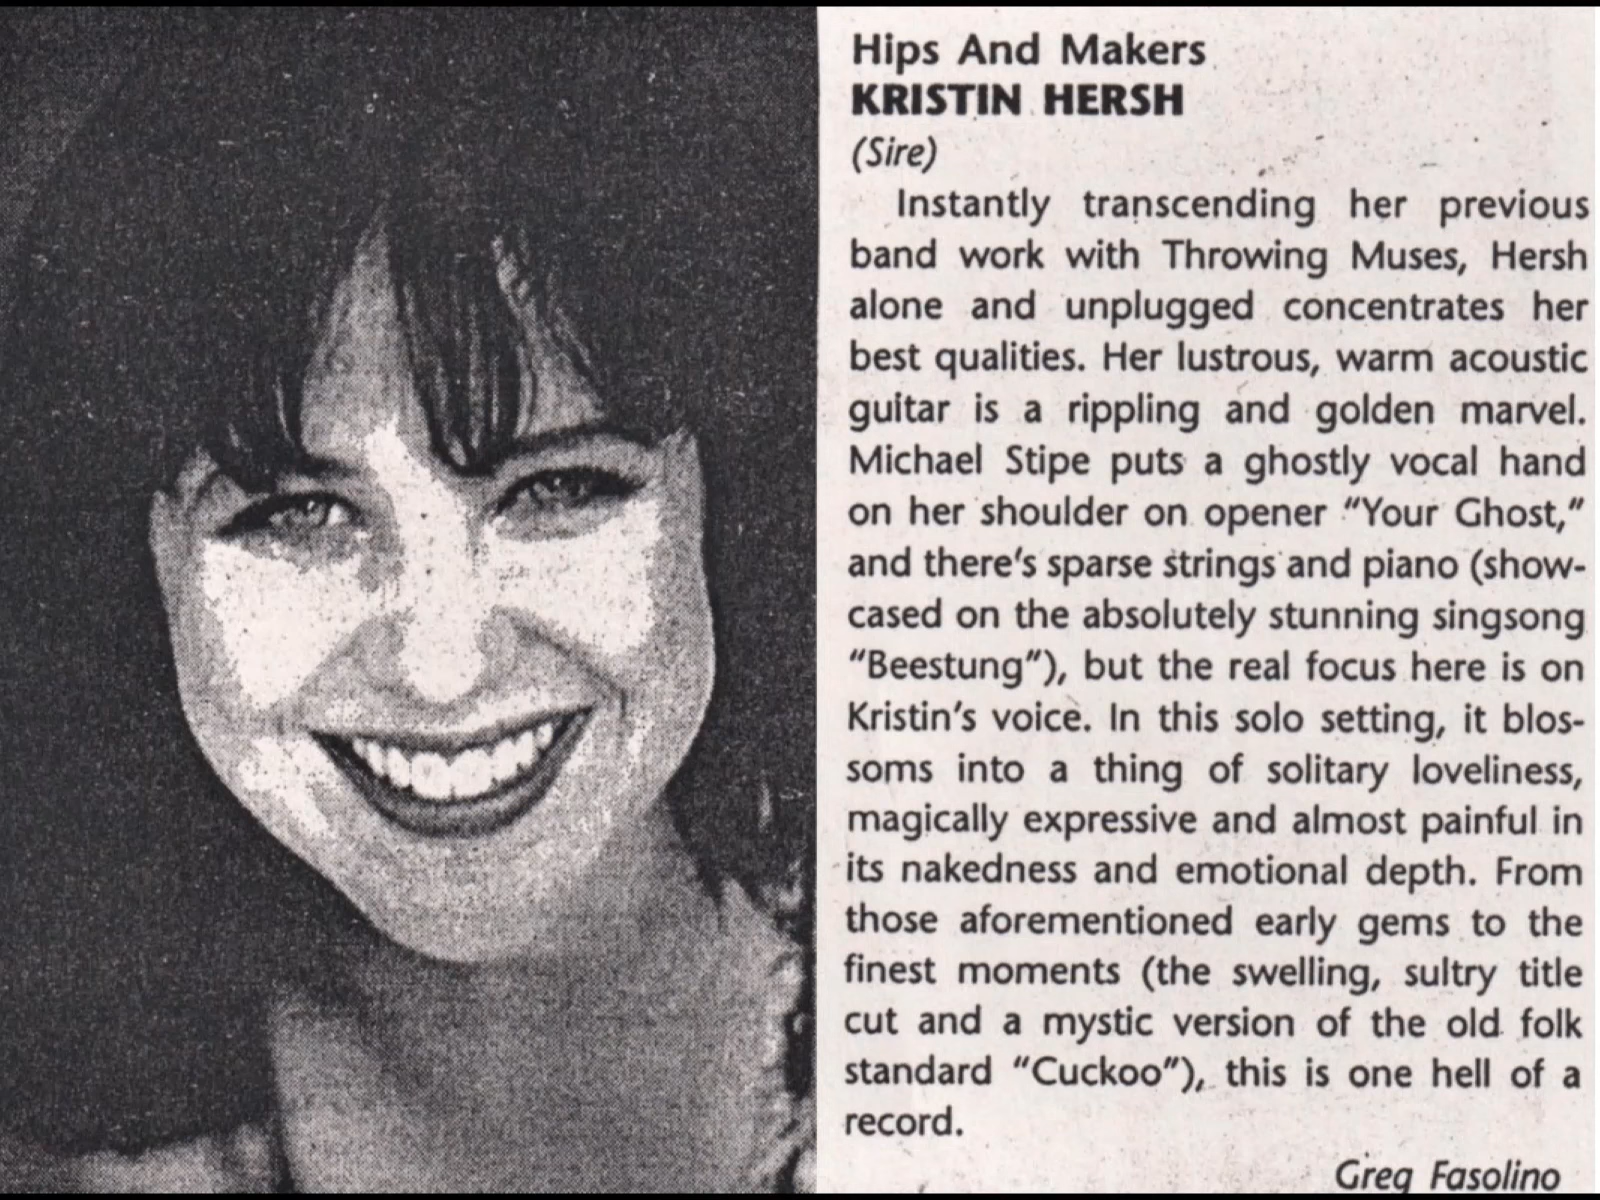 Hips And Makers
KRISTIN HERSH
(Sire)
Instantly transcending her previous
band work with Throwing Muses, Hersh
alone and unplugged concentrates her
best qualities. Her lustrous, warm acoustic
guitar is a rippling and golden marvel.
Michael Stipe puts a ghostly vocal hand
on her shoulder on opener “Your Ghost,”
and there’s sparse strings and piano (show-
cased on the absolutely stunning singsong
“Beestung”), but the real focus here is on
Kristin’s voice. In this solo setting, it blos-
soms into a thing of solitary loveliness,
magically expressive and almost painful in
its nakedness and emotional depth. From
those aforementioned early gems to the
finest moments (the swelling, sultry title
cut and a mystic version of the old folk
standard “Cuckoo”), this is one hell of a
record.
Greg Fasolino